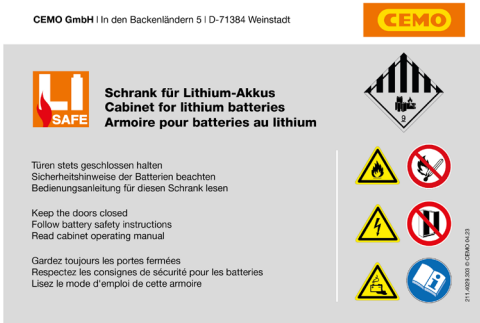 CEMO GmbH | In den Backenländern 5 | D-71384 Weinstadt
CEMO
LI
SAFE
Schrank für Lithium-Akkus
Cabinet for lithium batteries
Armoire pour batteries au lithium
9
Türen stets geschlossen halten
Sicherheitshinweise der Batterien beachten
Bedienungsanleitung für diesen Schrank lesen
Keep the doors closed
Follow battery safety instructions
Read cabinet operating manual
Gardez toujours les portes fermées
Respectez les consignes de sécurité pour les batteries
Lisez le mode d'emploi de cette armoire
211.4029.303 © CEMO 04.23